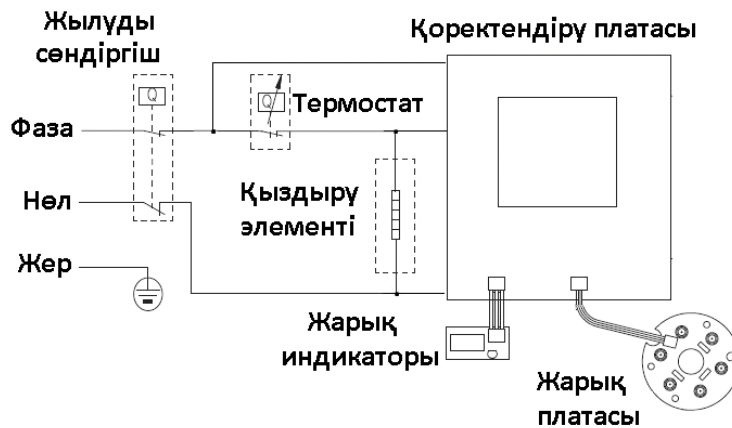 Жылуды
сөндіргіш
Қоректендіру платасы
Q
Q
Термостат
Фаза
Қыздыру
элементі
Нөл
Жер
Жарық
индикаторы
Жарық
платасы